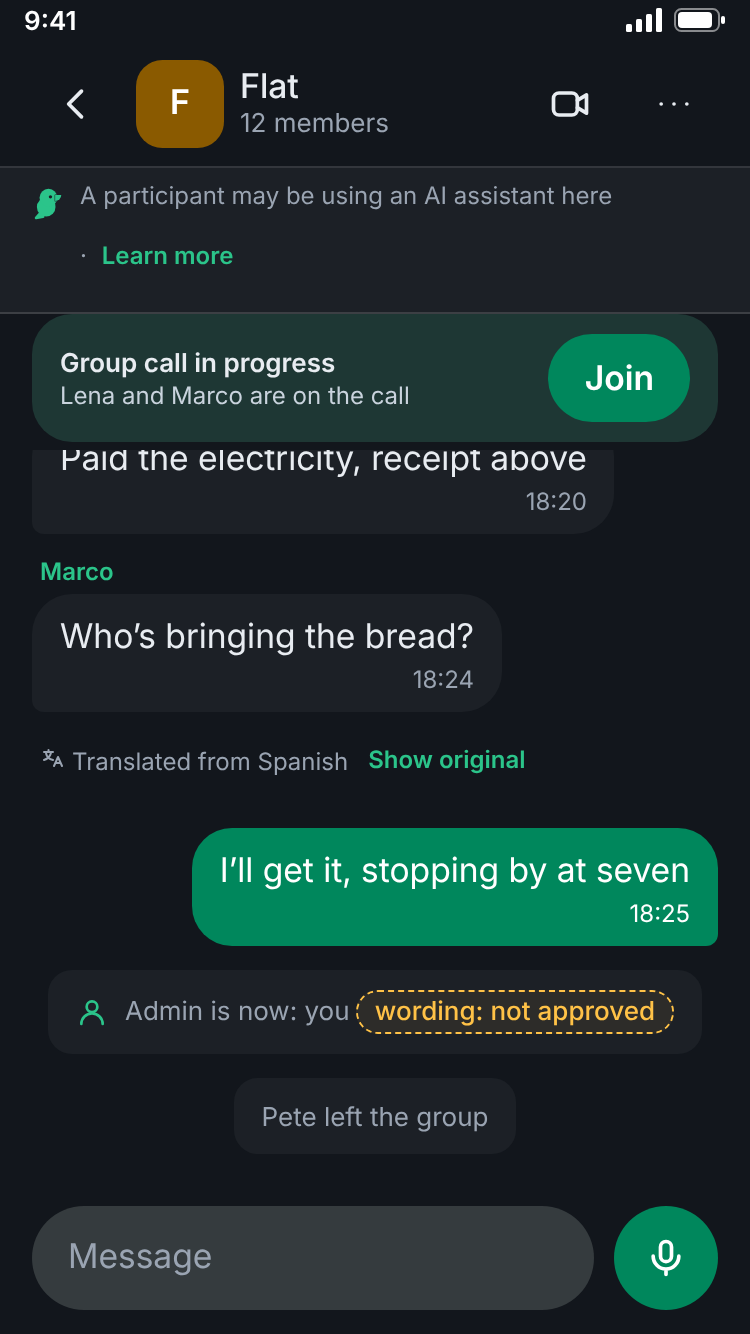 9:41
F
Flat
12 members
···
A participant may be using an AI assistant here
· Learn more
Group call in progress
Lena and Marco are on the call
Join
Paid the electricity, receipt above
18:20
Marco
Who’s bringing the bread?
18:24
Translated from Spanish Show original
I’ll get it, stopping by at seven
18:25
Admin is now: you wording: not approved
Pete left the group
Message